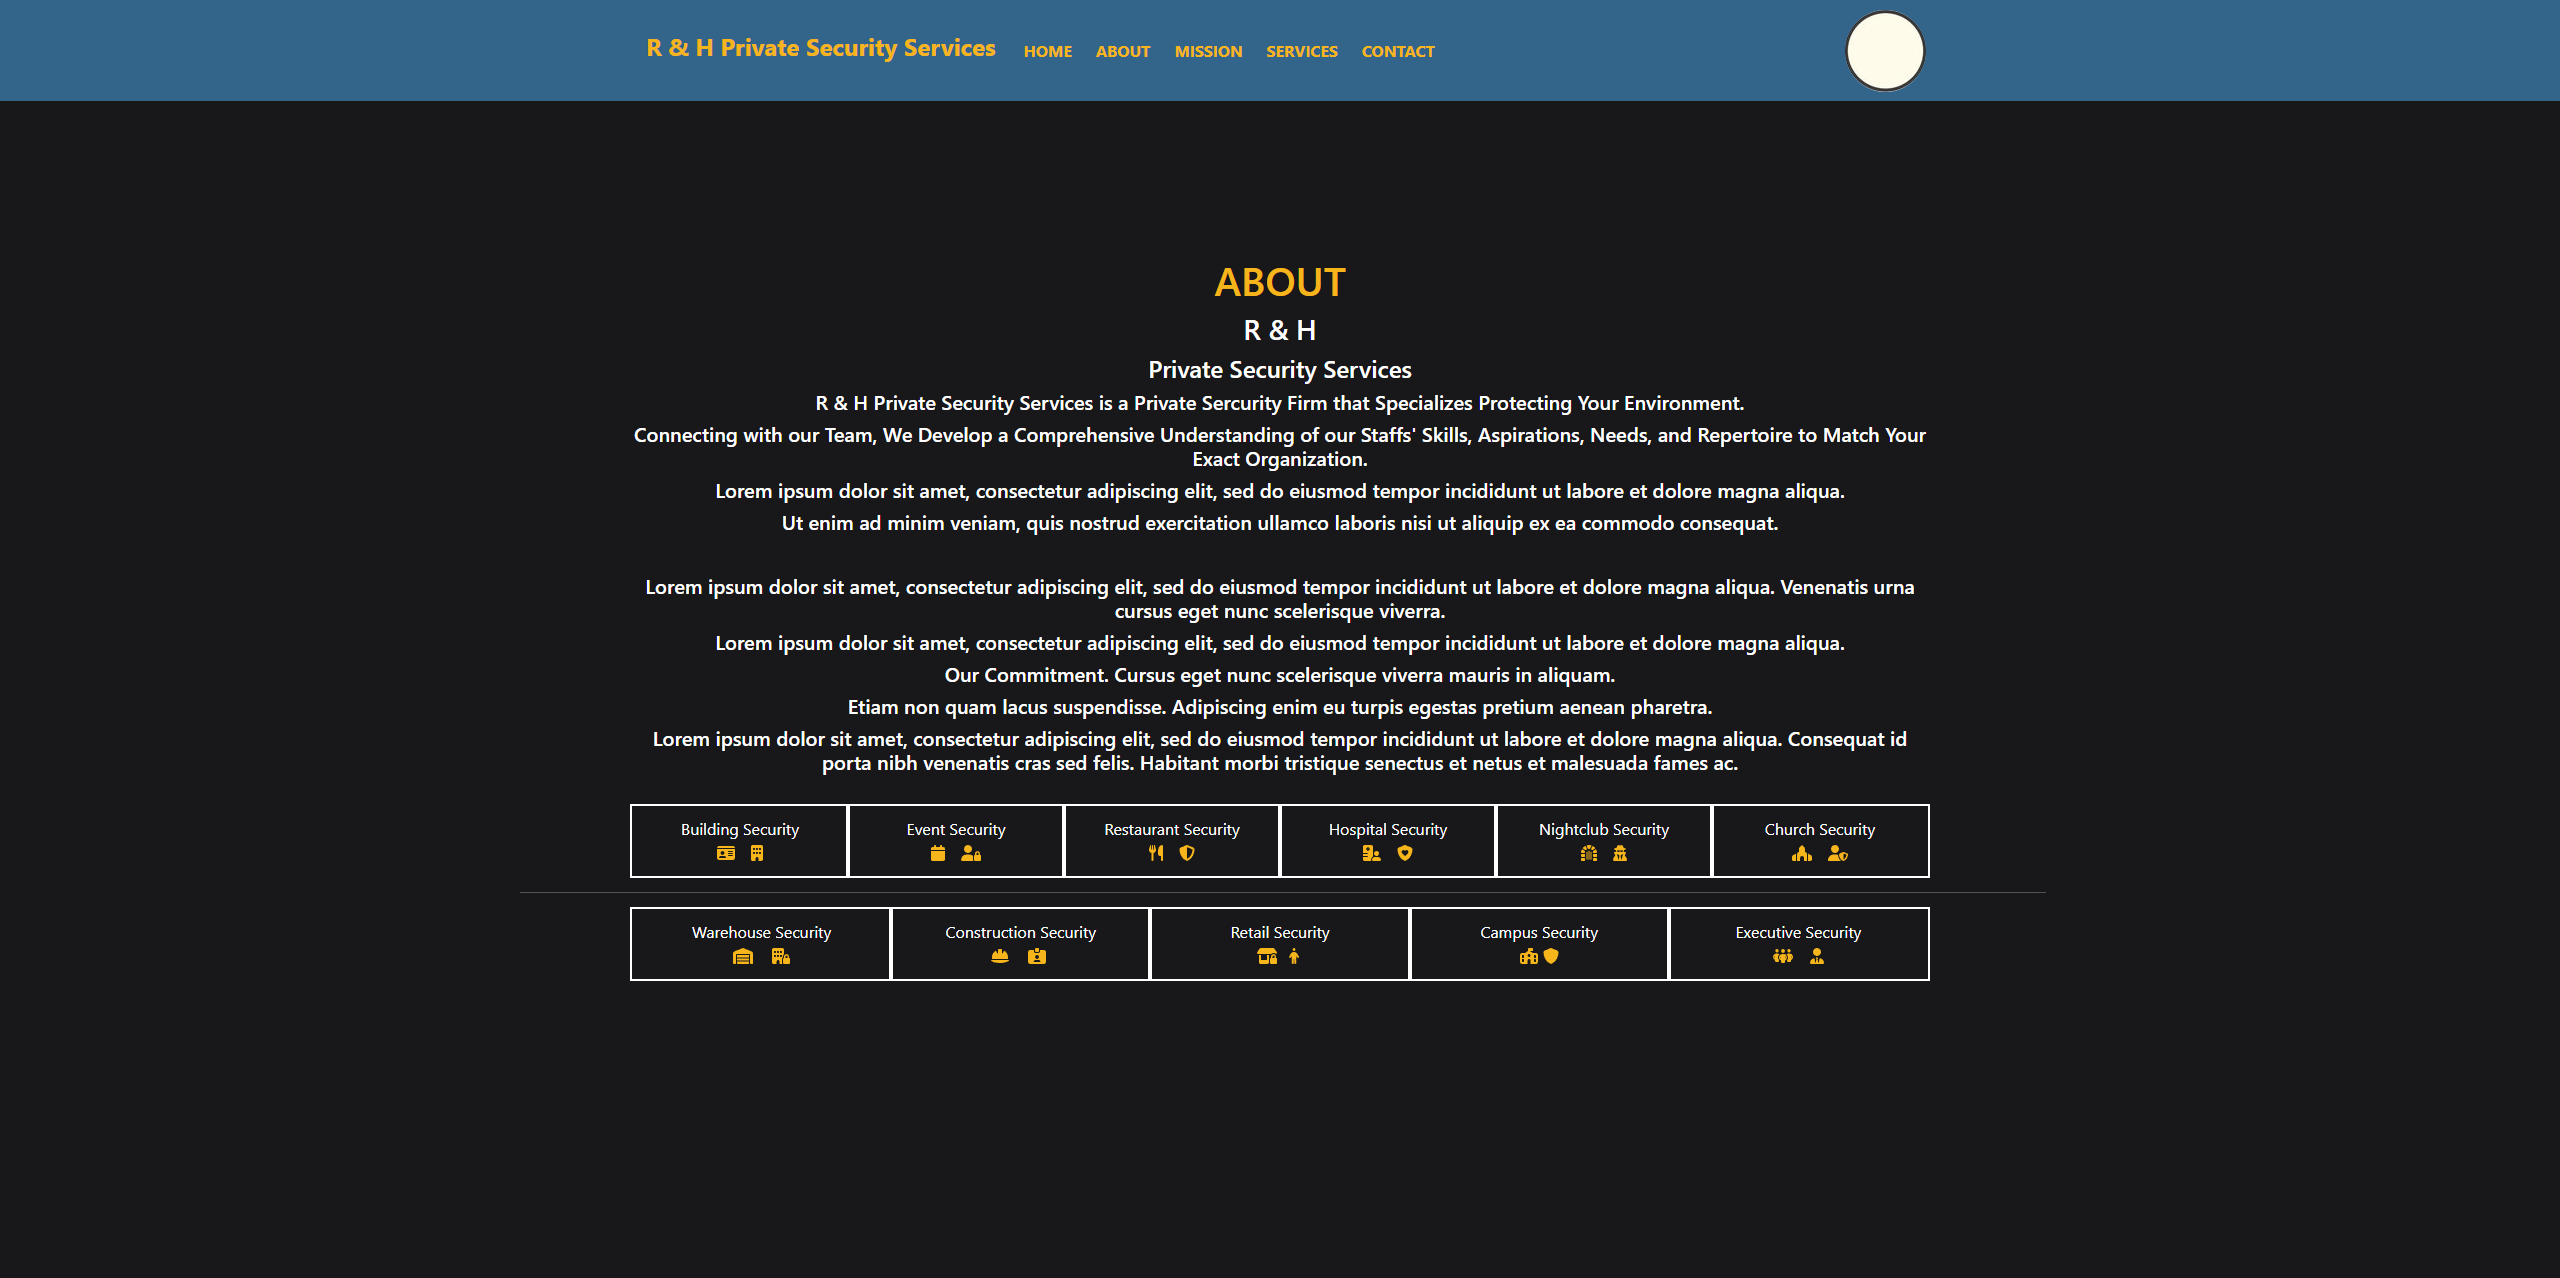 R & H Private Security Services HOME ABOUT MISSION SERVICES CONTACT
ABOUT
R & H
Private Security Services
R & H Private Security Services is a Private Sercurity Firm that Specializes Protecting Your Environment.
Connecting with our Team, We Develop a Comprehensive Understanding of our Staffs' Skills, Aspirations, Needs, and Repertoire to Match Your
Exact Organization.
Lorem ipsum dolor sit amet, consectetur adipiscing elit, sed do eiusmod tempor incididunt ut labore et dolore magna aliqua.
Ut enim ad minim veniam, quis nostrud exercitation ullamco laboris nisi ut aliquip ex ea commodo consequat.
Lorem ipsum dolor sit amet, consectetur adipiscing elit, sed do eiusmod tempor incididunt ut labore et dolore magna aliqua. Venenatis urna
cursus eget nunc scelerisque viverra.
Lorem ipsum dolor sit amet, consectetur adipiscing elit, sed do eiusmod tempor incididunt ut labore et dolore magna aliqua.
Our Commitment. Cursus eget nunc scelerisque viverra mauris in aliquam.
Etiam non quam lacus suspendisse. Adipiscing enim eu turpis egestas pretium aenean pharetra.
Lorem ipsum dolor sit amet, consectetur adipiscing elit, sed do eiusmod tempor incididunt ut labore et dolore magna aliqua. Consequat id
porta nibh venenatis cras sed felis. Habitant morbi tristique senectus et netus et malesuada fames ac.
Building Security Event Security Restaurant Security Hospital Security Nightclub Security Church Security
Warehouse Security Construction Security Retail Security Campus Security Executive Security